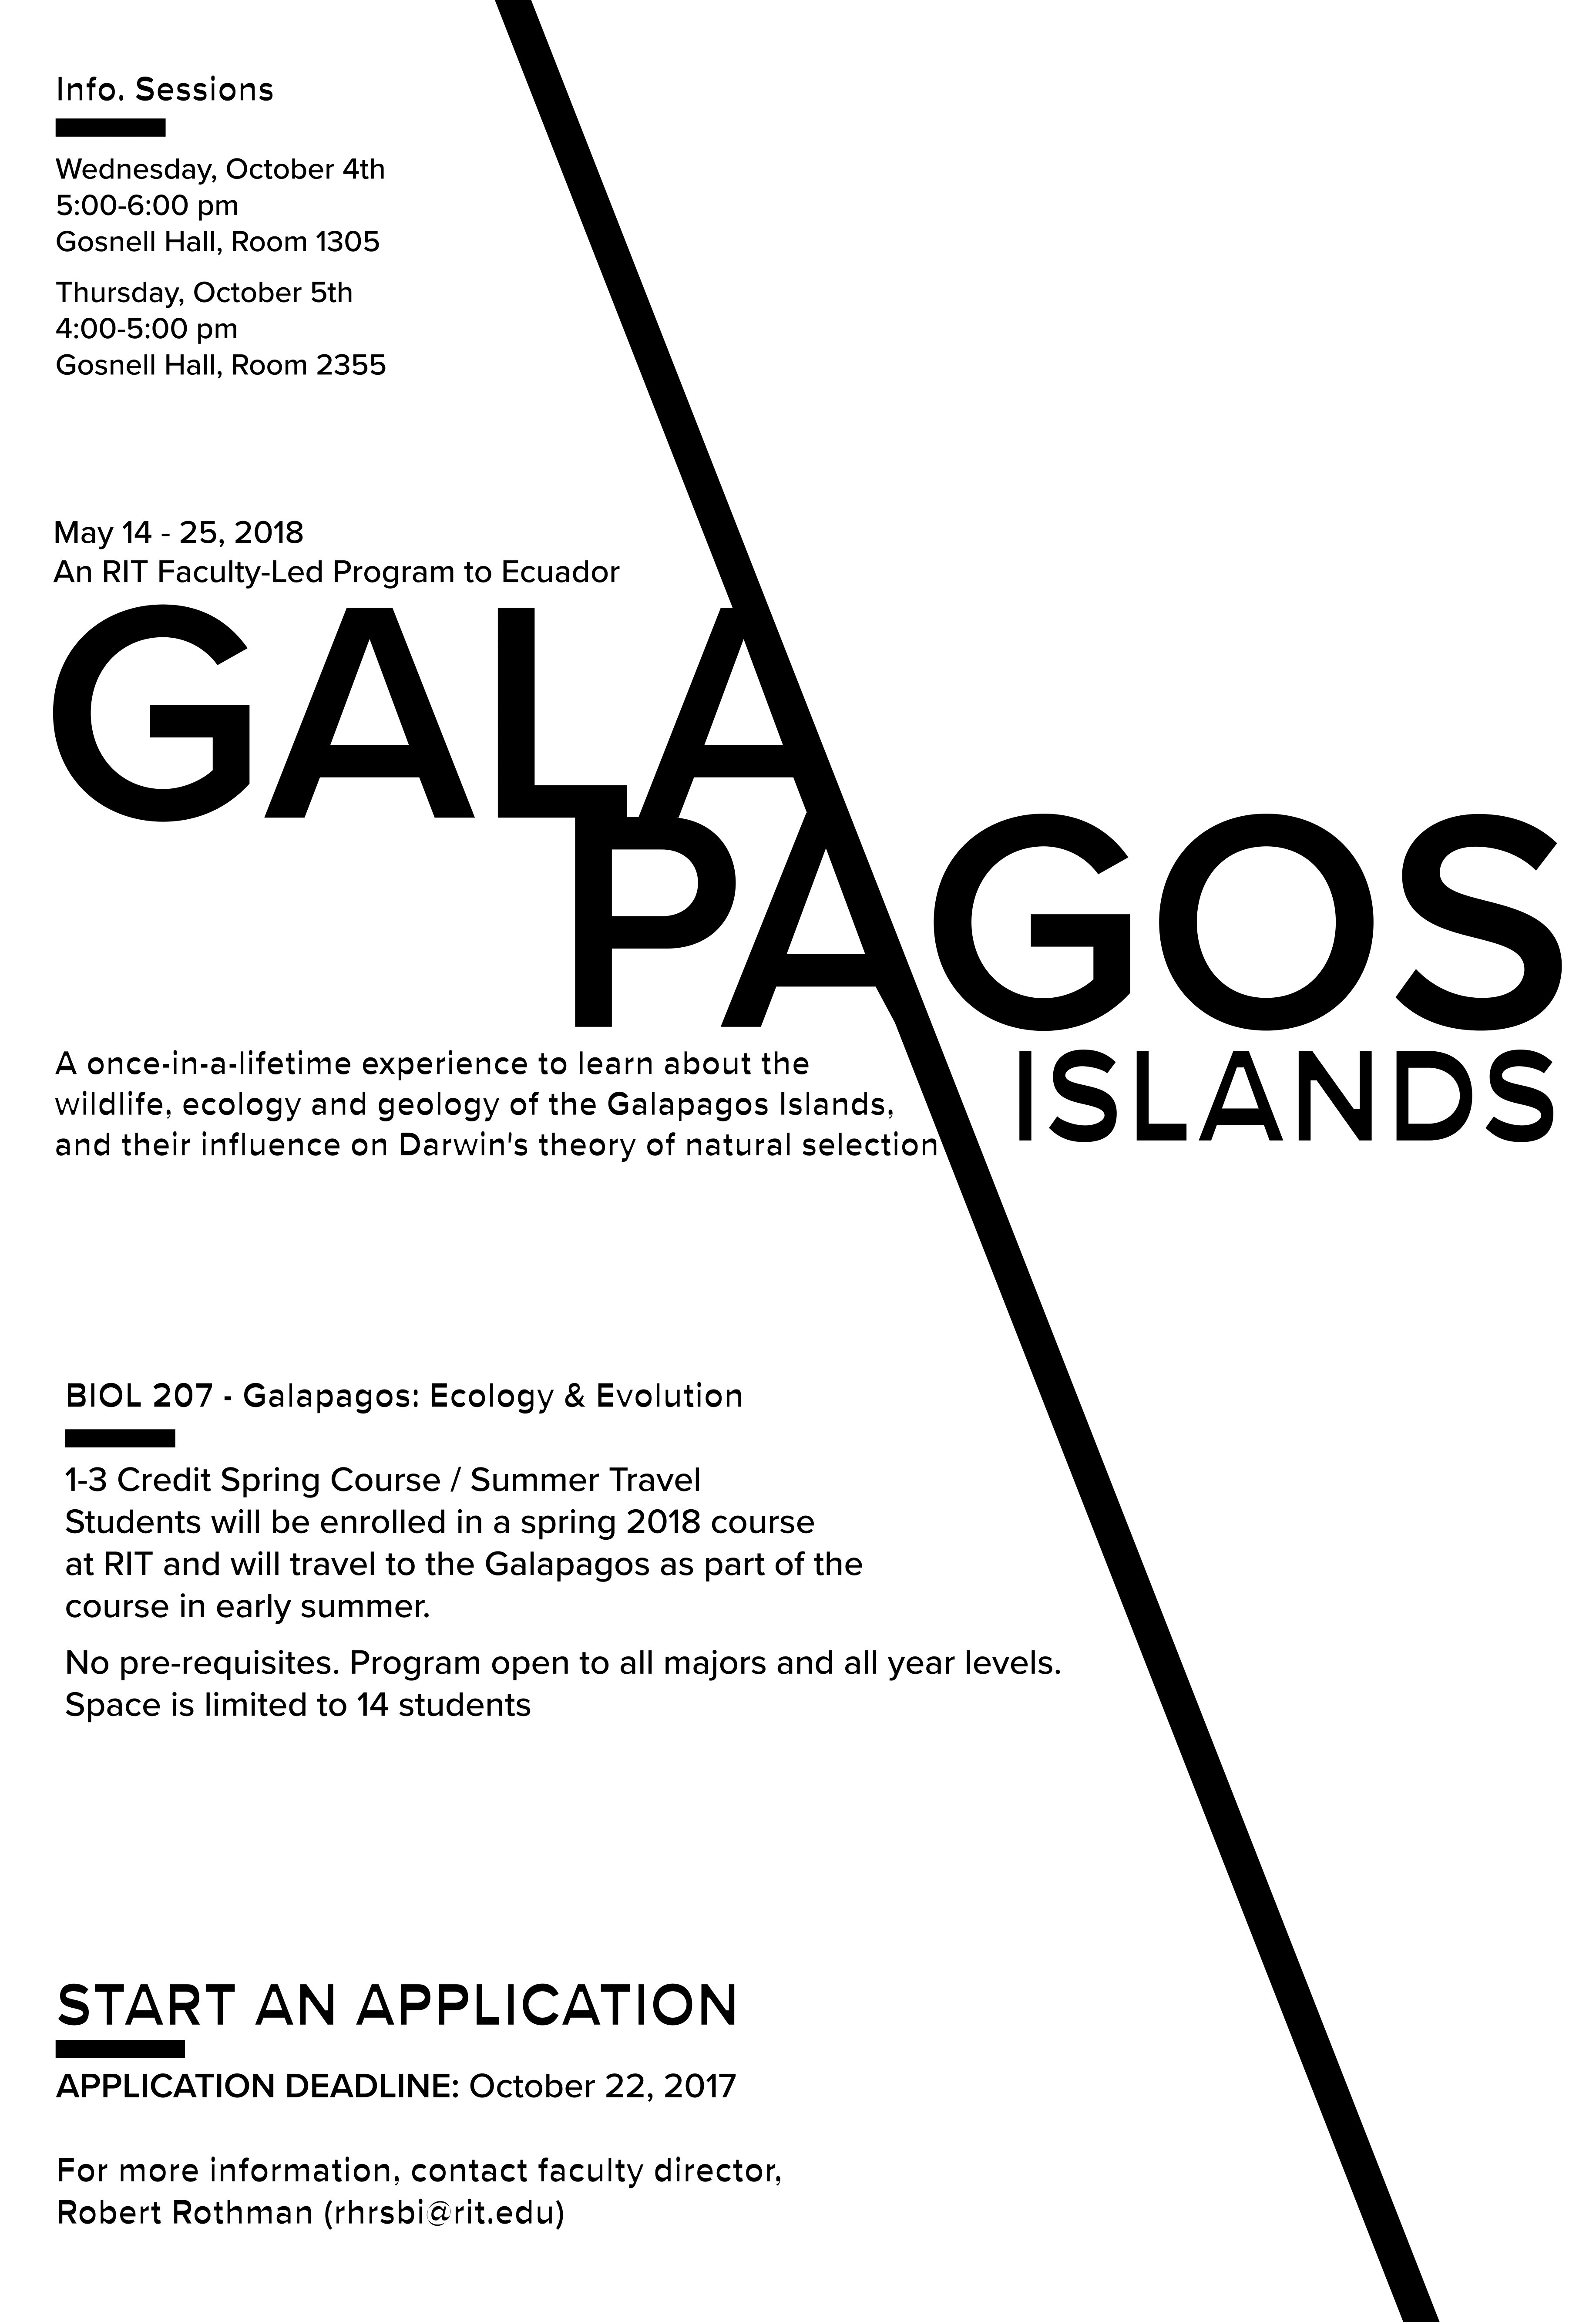 Info. Sessions
Wednesday, October 4th
5:00-6:00 pm
Gosnell Hall, Room 1305
Thursday, October 5th
4:00-5:00 pm
Gosnell Hall, Room 2355
May 14 - 25, 2018
An RIT Faculty-Led Program to Ecuador
GALA
PAGOS
ISLANDS
A once-in-a-lifetime experience to learn about the
wildlife, ecology and geology of the Galapagos Islands,
and their influence on Darwin's theory of natural selection
BIOL 207 - Galapagos: Ecology & Evolution
1-3 Credit Spring Course / Summer Travel
Students will be enrolled in a spring 2018 course
at RIT and will travel to the Galapagos as part of the
course in early summer.
No pre-requisites. Program open to all majors and all year levels.
Space is limited to 14 students
START AN APPLICATION
APPLICATION DEADLINE: October 22, 2017
For more information, contact faculty director,
Robert Rothman (rhrsbi@rit.edu)